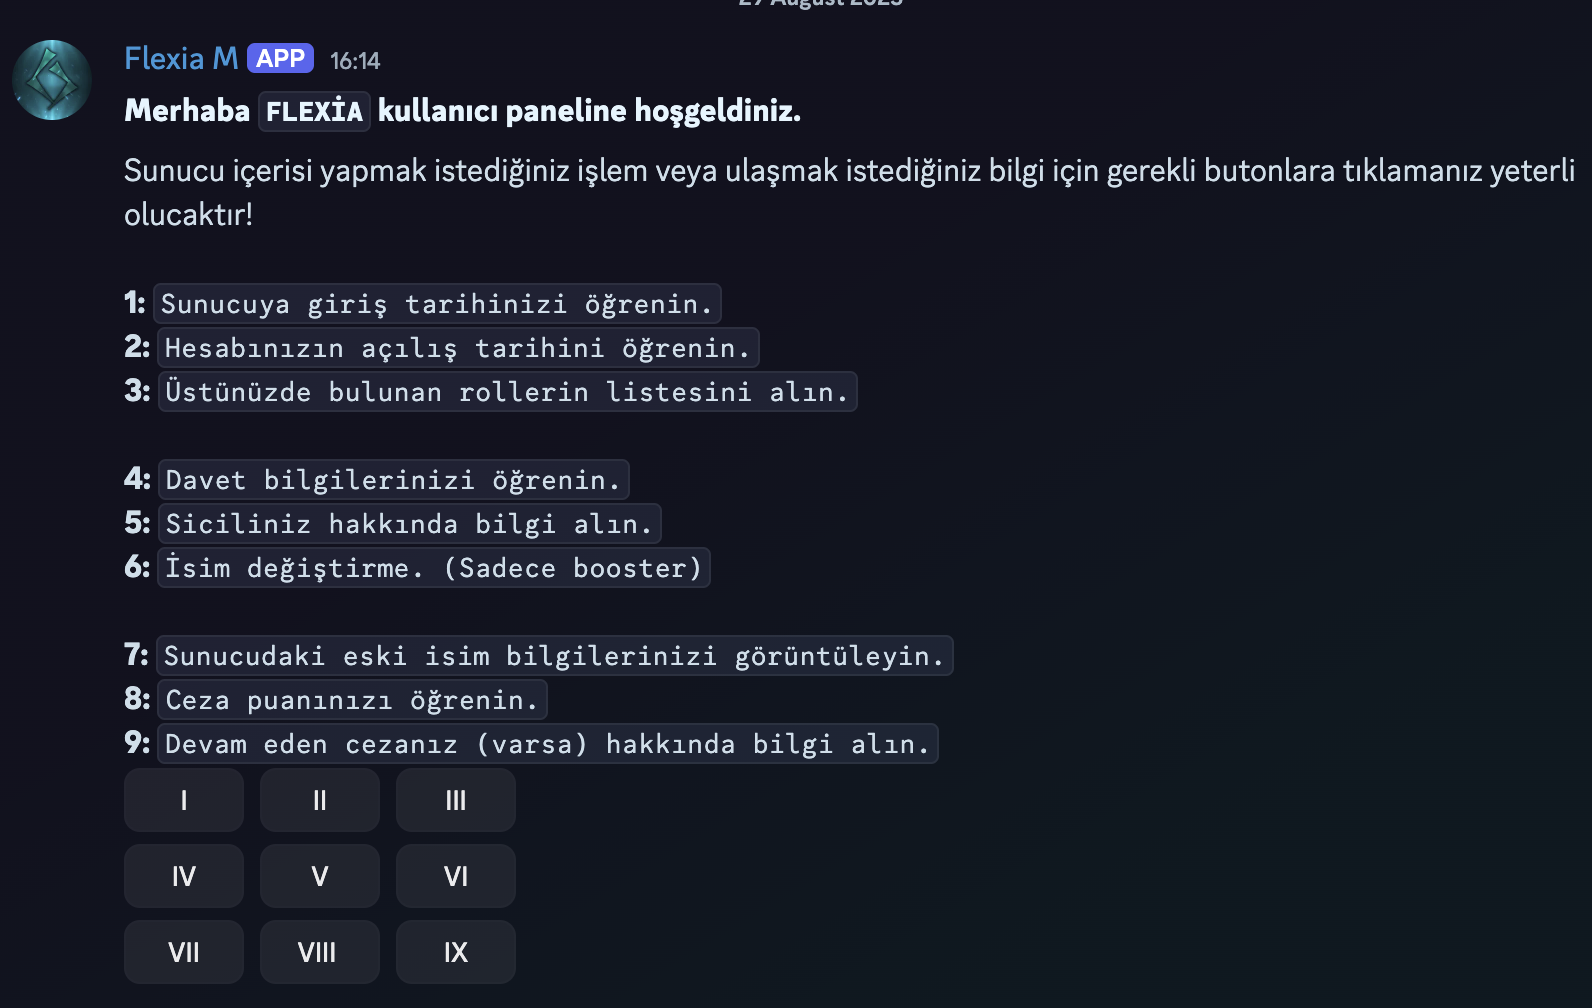 29 August 2023
Flexia M APP 16:14
Merhaba FLEXİA kullanıcı paneline hoşgeldiniz.
Sunucu içerisi yapmak istediğiniz işlem veya ulaşmak istediğiniz bilgi için gerekli butonlara tıklamanız yeterli
olucaktır!
1: Sunucuya giriş tarihinizi öğrenin.
2: Hesabınızın açılış tarihini öğrenin.
3: Üstünüzde bulunan rollerin listesini alın.
4: Davet bilgilerinizi öğrenin.
5: Siciliniz hakkında bilgi alın.
6: İsim değiştirme. (Sadece booster)
7: Sunucudaki eski isim bilgilerinizi görüntüleyin.
8: Ceza puanınızı öğrenin.
9: Devam eden cezanız (varsa) hakkında bilgi alın.
I II III
IV V VI
VII VIII IX